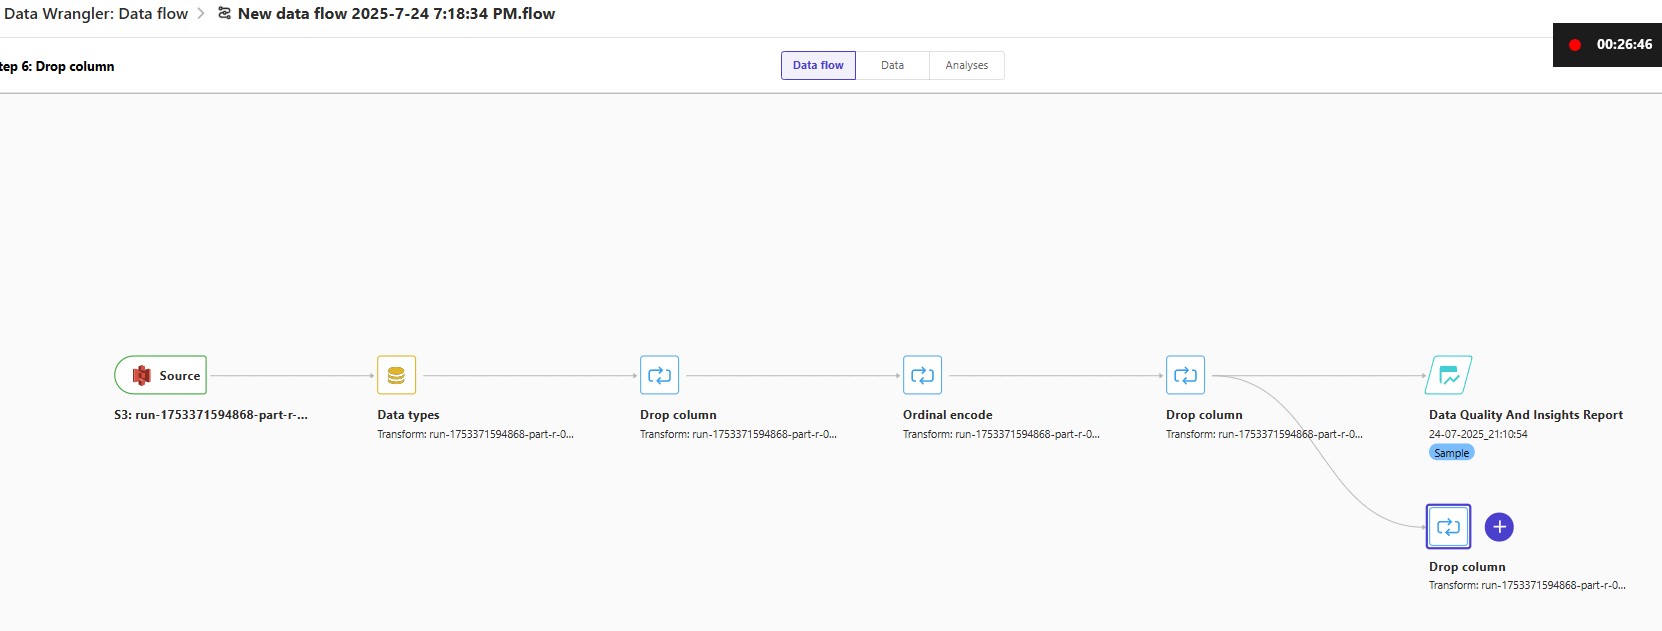 Data Wrangler: Data flow > New data flow 2025-7-24 7:18:34 PM.flow
00:26:46
tep 6: Drop column
Data flow
Data
Analyses
Source
S3: run-1753371594868-part-r-...
Data types
Transform: run-1753371594868-part-r-0...
Drop column
Transform: run-1753371594868-part-r-0...
Ordinal encode
Transform: run-1753371594868-part-r-0...
Drop column
Transform: run-1753371594868-part-r-0...
Data Quality And Insights Report
24-07-2025_21:10:54
Sample
Drop column
Transform: run-1753371594868-part-r-0...